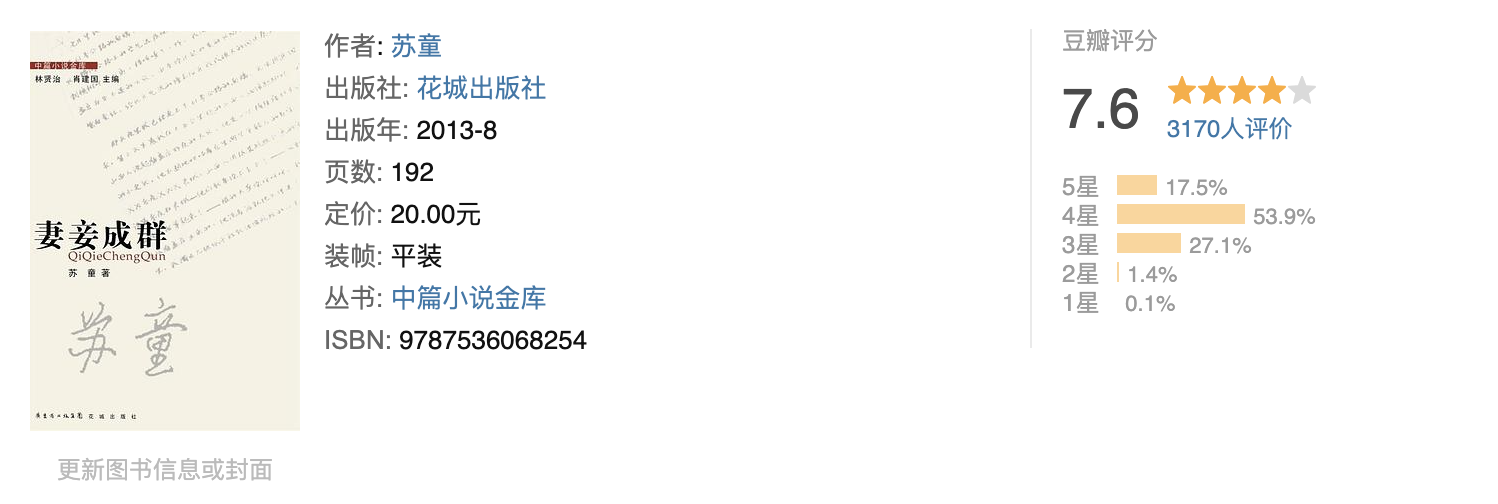 中篇小说金库
林贤治 肖建国 主编
妻妾成群
QiQieChengQun
苏 童 著
苏童
花城出版社
更新图书信息或封面
作者: 苏童
出版社: 花城出版社
出版年: 2013-8
页数: 192
定价: 20.00元
装帧: 平装
丛书: 中篇小说金库
ISBN: 9787536068254
豆瓣评分
7.6
3170人评价
5星 17.5%
4星 53.9%
3星 27.1%
2星 1.4%
1星 0.1%